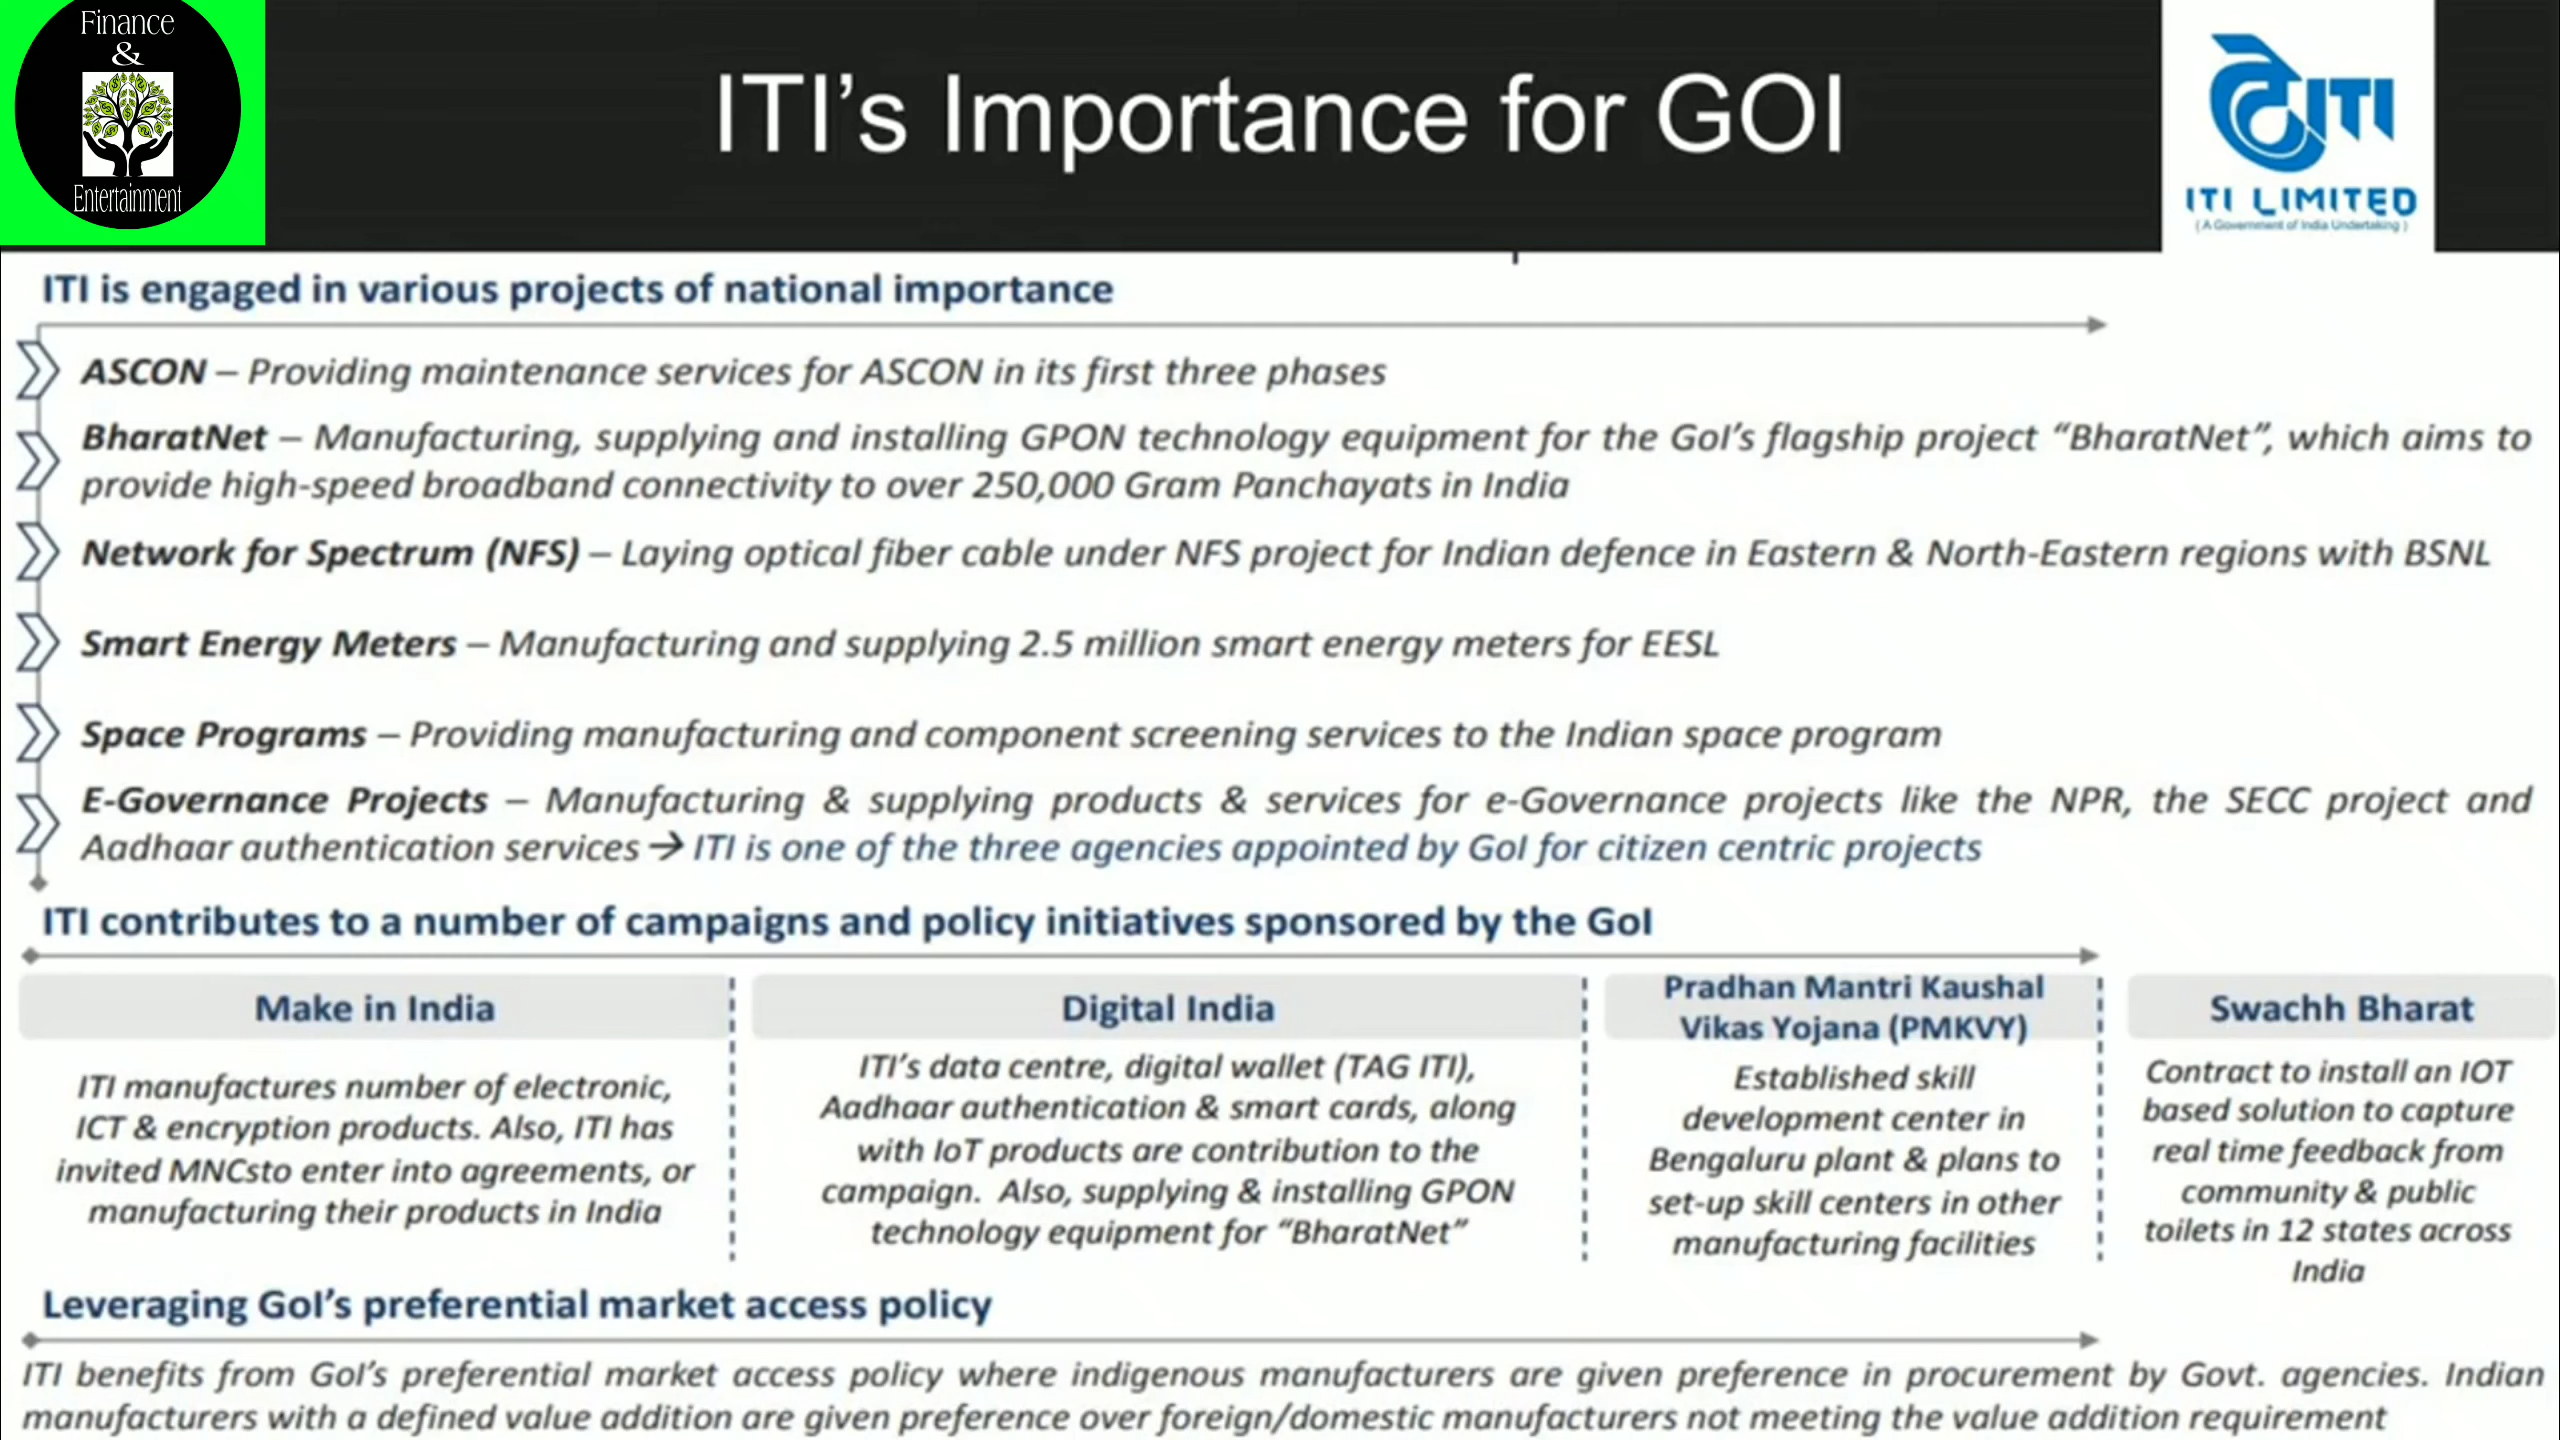 Finance
&
Entertainment
ITI's Importance for GOI
ITI
ITI LIMITED
( A Government of India Undertaking )
ITI is engaged in various projects of national importance
ASCON – Providing maintenance services for ASCON in its first three phases
BharatNet – Manufacturing, supplying and installing GPON technology equipment for the GoI's flagship project “BharatNet”, which aims to
provide high-speed broadband connectivity to over 250,000 Gram Panchayats in India
Network for Spectrum (NFS) – Laying optical fiber cable under NFS project for Indian defence in Eastern & North-Eastern regions with BSNL
Smart Energy Meters – Manufacturing and supplying 2.5 million smart energy meters for EESL
Space Programs – Providing manufacturing and component screening services to the Indian space program
E-Governance Projects – Manufacturing & supplying products & services for e-Governance projects like the NPR, the SECC project and
Aadhaar authentication services → ITI is one of the three agencies appointed by GoI for citizen centric projects
ITI contributes to a number of campaigns and policy initiatives sponsored by the GoI
Make in India
ITI manufactures number of electronic,
ICT & encryption products. Also, ITI has
invited MNCsto enter into agreements, or
manufacturing their products in India
Digital India
ITI's data centre, digital wallet (TAG ITI),
Aadhaar authentication & smart cards, along
with IoT products are contribution to the
campaign. Also, supplying & installing GPON
technology equipment for “BharatNet”
Pradhan Mantri Kaushal
Vikas Yojana (PMKVY)
Established skill
development center in
Bengaluru plant & plans to
set-up skill centers in other
manufacturing facilities
Swachh Bharat
Contract to install an IOT
based solution to capture
real time feedback from
community & public
toilets in 12 states across
India
Leveraging GoI's preferential market access policy
ITI benefits from GoI's preferential market access policy where indigenous manufacturers are given preference in procurement by Govt. agencies. Indian
manufacturers with a defined value addition are given preference over foreign/domestic manufacturers not meeting the value addition requirement